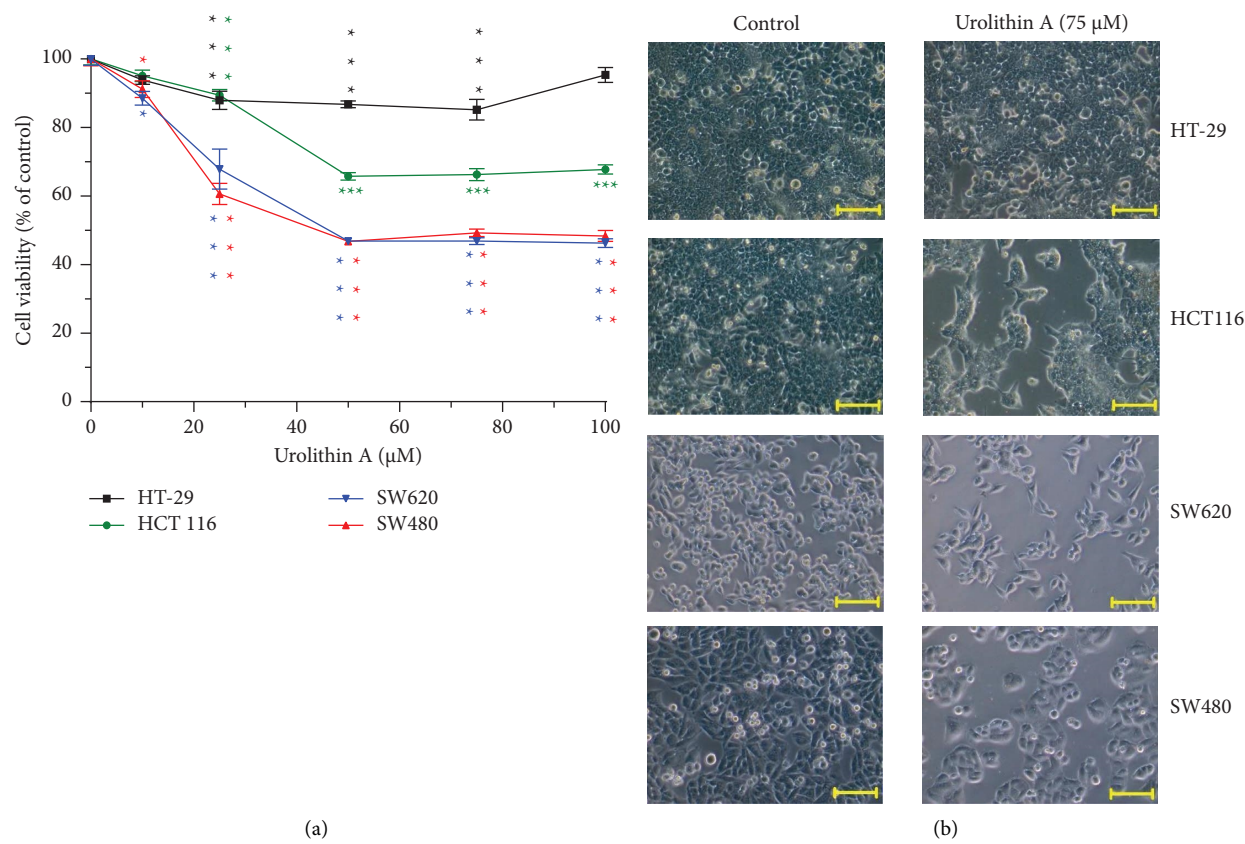 Cell viability (% of control)
100
80
60
40
20
0
0 20 40 60 80 100
Urolithin A (μM)
HT-29
HCT 116
SW620
SW480
(a)
Control Urolithin A (75 μM)
HT-29
HCT116
SW620
SW480
(b)